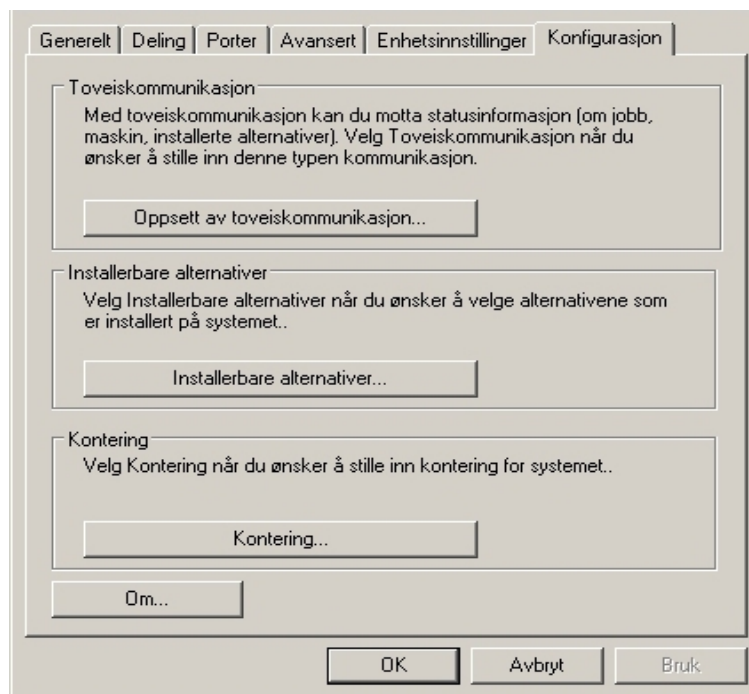 Generelt Deling Porter Avansert Enhetsinnstillinger Konfigurasjon
Toveiskommunikasjon
Med toveiskommunikasjon kan du motta statusinformasjon (om jobb,
maskin, installerte alternativer). Velg Toveiskommunikasjon når du
ønsker å stille inn denne typen kommunikasjon.
Oppsett av toveiskommunikasjon...
Installerbare alternativer
Velg Installerbare alternativer når du ønsker å velge alternativene som
er installert på systemet..
Installerbare alternativer...
Kontering
Velg Kontering når du ønsker å stille inn kontering for systemet..
Kontering...
Om...
OK Avbryt Bruk